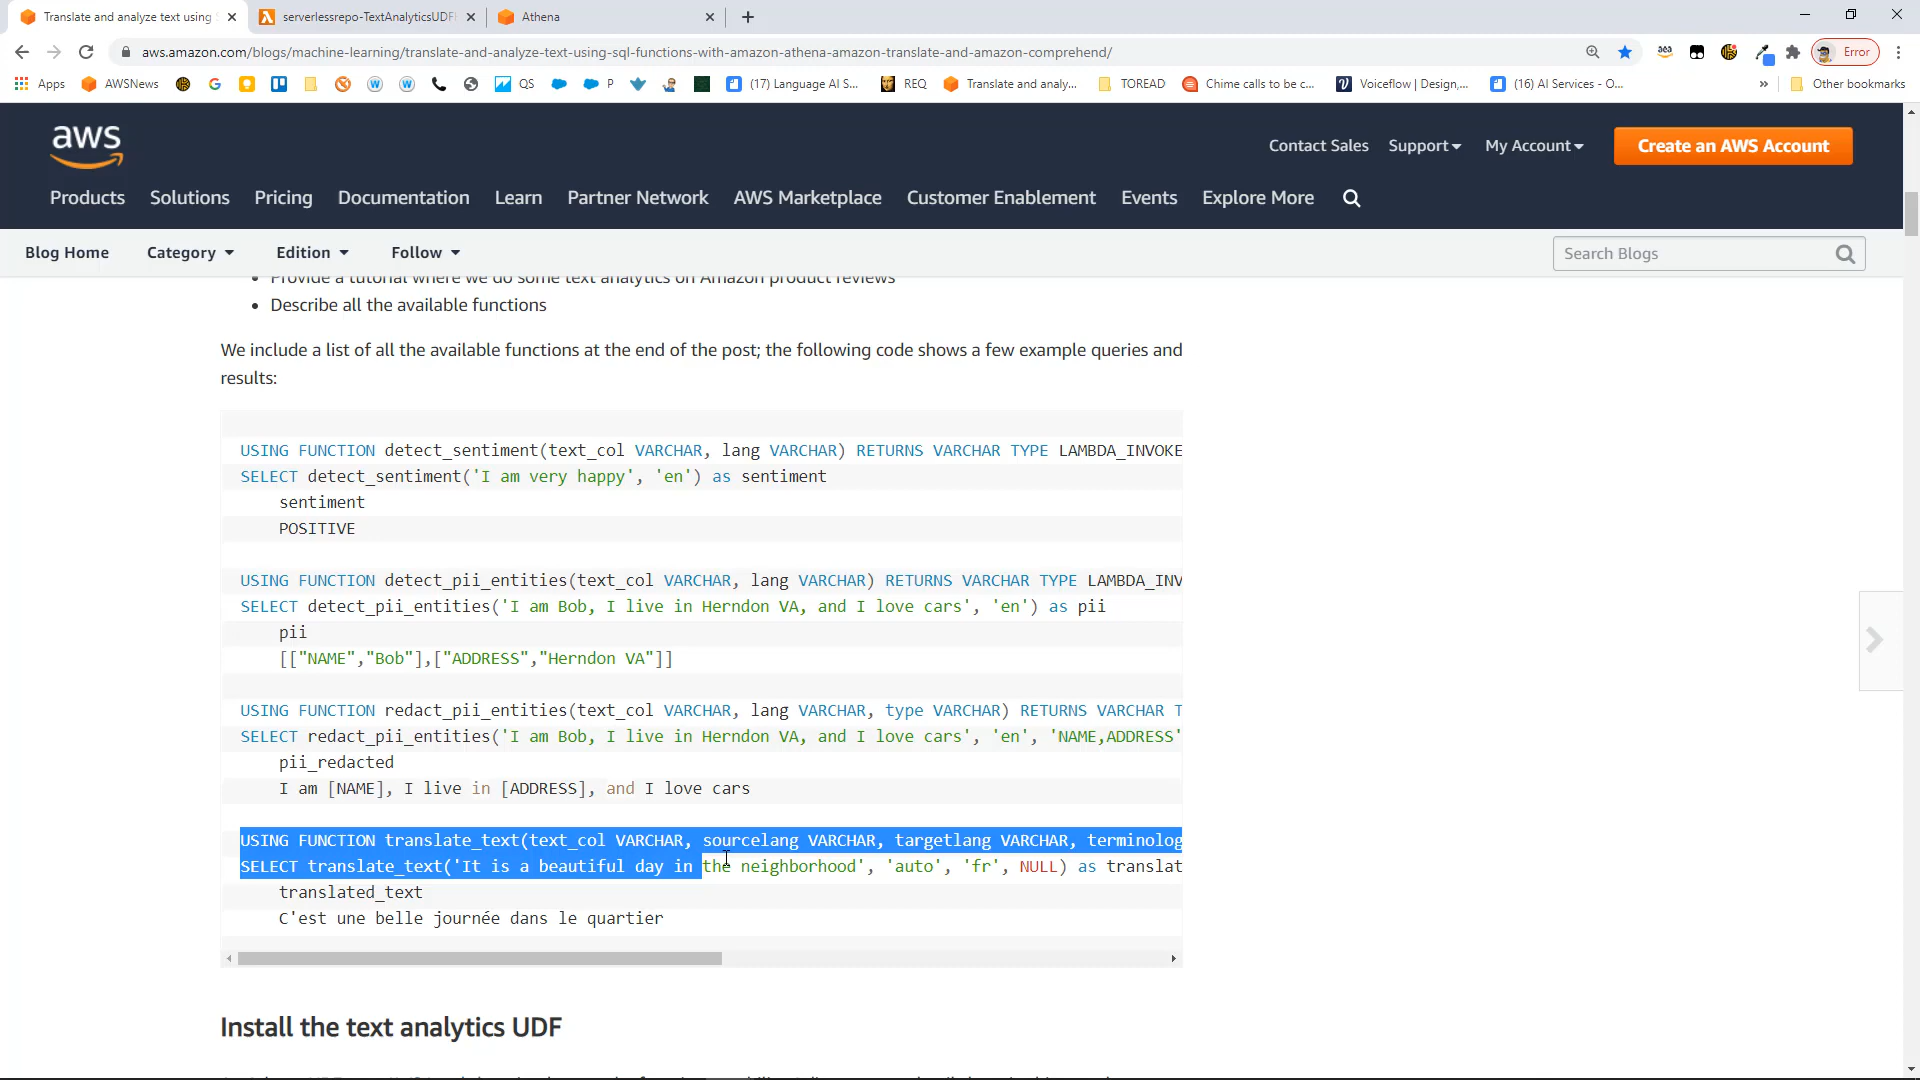 Translate and analyze text using S
serverlessrepo-TextAnalyticsUDF
Athena
aws.amazon.com/blogs/machine-learning/translate-and-analyze-text-using-sql-functions-with-amazon-athena-amazon-translate-and-amazon-comprehend/
Error
Apps
AWSNews
QS
P
(17) Language AI S...
REQ
Translate and analy...
TOREAD
Chime calls to be c...
Voiceflow | Design,...
(16) AI Services - O...
»
Other bookmarks
aws
Contact Sales
Support
My Account
Create an AWS Account
Products
Solutions
Pricing
Documentation
Learn
Partner Network
AWS Marketplace
Customer Enablement
Events
Explore More
Blog Home
Category
Edition
Follow
Search Blogs
• Provide a tutorial where we do some text analytics on Amazon product reviews
• Describe all the available functions
We include a list of all the available functions at the end of the post; the following code shows a few example queries and
results:
USING FUNCTION detect_sentiment(text_col VARCHAR, lang VARCHAR) RETURNS VARCHAR TYPE LAMBDA_INVOKE
SELECT detect_sentiment('I am very happy', 'en') as sentiment
sentiment
POSITIVE
USING FUNCTION detect_pii_entities(text_col VARCHAR, lang VARCHAR) RETURNS VARCHAR TYPE LAMBDA_INV
SELECT detect_pii_entities('I am Bob, I live in Herndon VA, and I love cars', 'en') as pii
pii
[["NAME","Bob"],["ADDRESS","Herndon VA"]]
USING FUNCTION redact_pii_entities(text_col VARCHAR, lang VARCHAR, type VARCHAR) RETURNS VARCHAR T
SELECT redact_pii_entities('I am Bob, I live in Herndon VA, and I love cars', 'en', 'NAME,ADDRESS'
pii_redacted
I am [NAME], I live in [ADDRESS], and I love cars
USING FUNCTION translate_text(text_col VARCHAR, sourcelang VARCHAR, targetlang VARCHAR, terminolog
SELECT translate_text('It is a beautiful day in the neighborhood', 'auto', 'fr', NULL) as translat
translated_text
C'est une belle journée dans le quartier
Install the text analytics UDF